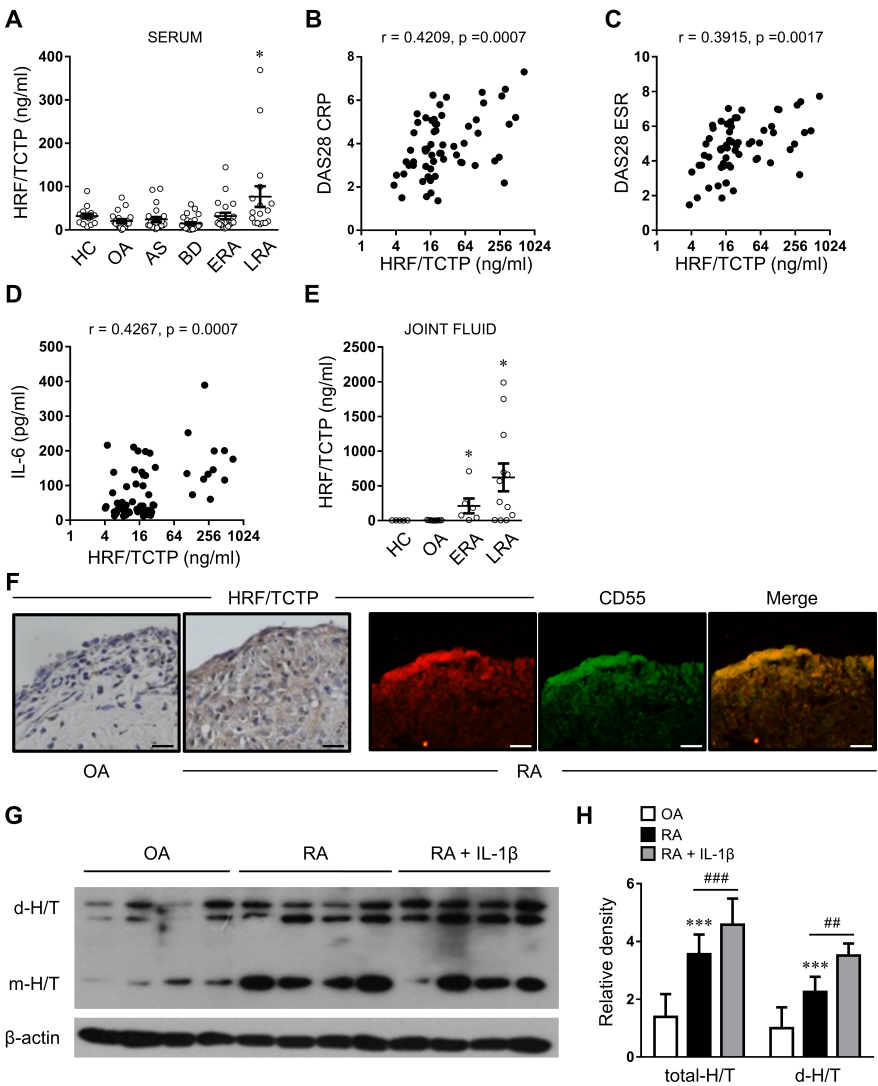 A
SERUM
HRF/TCTP (ng/ml)
400
300
200
100
0
*
HC
OA
AS
BD
ERA
LRA
B
r = 0.4209, p =0.0007
DAS28 CRP
8
6
4
2
0
1 4 16 64 256 1024
HRF/TCTP (ng/ml)
C
r = 0.3915, p =0.0017
DAS28 ESR
10
8
6
4
2
0
1 4 16 64 256 1024
HRF/TCTP (ng/ml)
D
r = 0.4267, p = 0.0007
IL-6 (pg/ml)
500
400
300
200
100
0
1 4 16 64 256 1024
HRF/TCTP (ng/ml)
E
JOINT FLUID
HRF/TCTP (ng/ml)
2500
2000
1500
1000
500
0
*
*
HC
OA
ERA
LRA
F
HRF/TCTP CD55 Merge
OA RA
G
OA RA RA + IL-1β
d-H/T
m-H/T
β-actin
H
OA
RA
RA + IL-1β
Relative density
6
4
2
0
***
###
***
##
total-H/T d-H/T